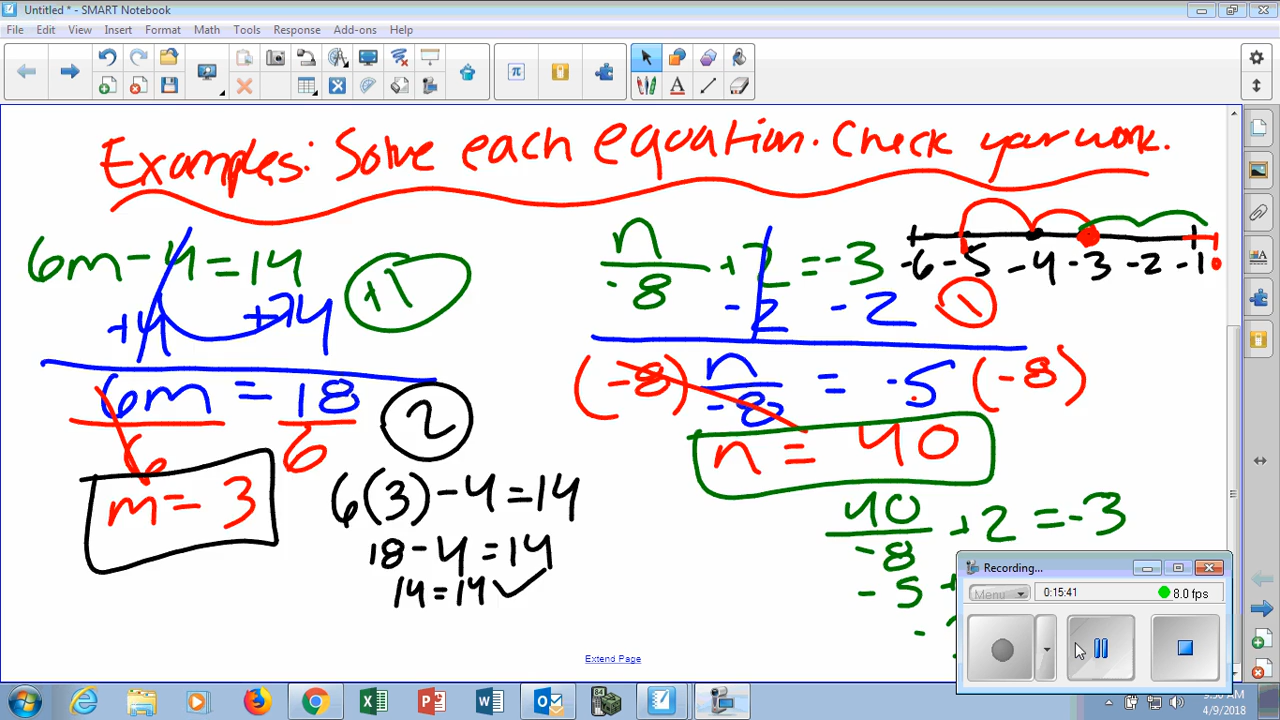 Untitled * - SMART Notebook
File Edit View Insert Format Math Tools Response Add-ons Help
Examples: Solve each equation. Check your work.
6m - 4 = 14
+4 +4
6m = 18
6 6
m = 3
+1
2
6(3) - 4 = 14
18 - 4 = 14
14 = 14 ✓
n
-8 + 2 = -3
- 2 - 2
1
-6 -5 -4 -3 -2 -1
(-8) n = -5 (-8)
-8
n = 40
40 + 2 = -3
-8
-5 +
-
Extend Page
Recording...
Menu 0:15:41 8.0 fps
4/9/2018